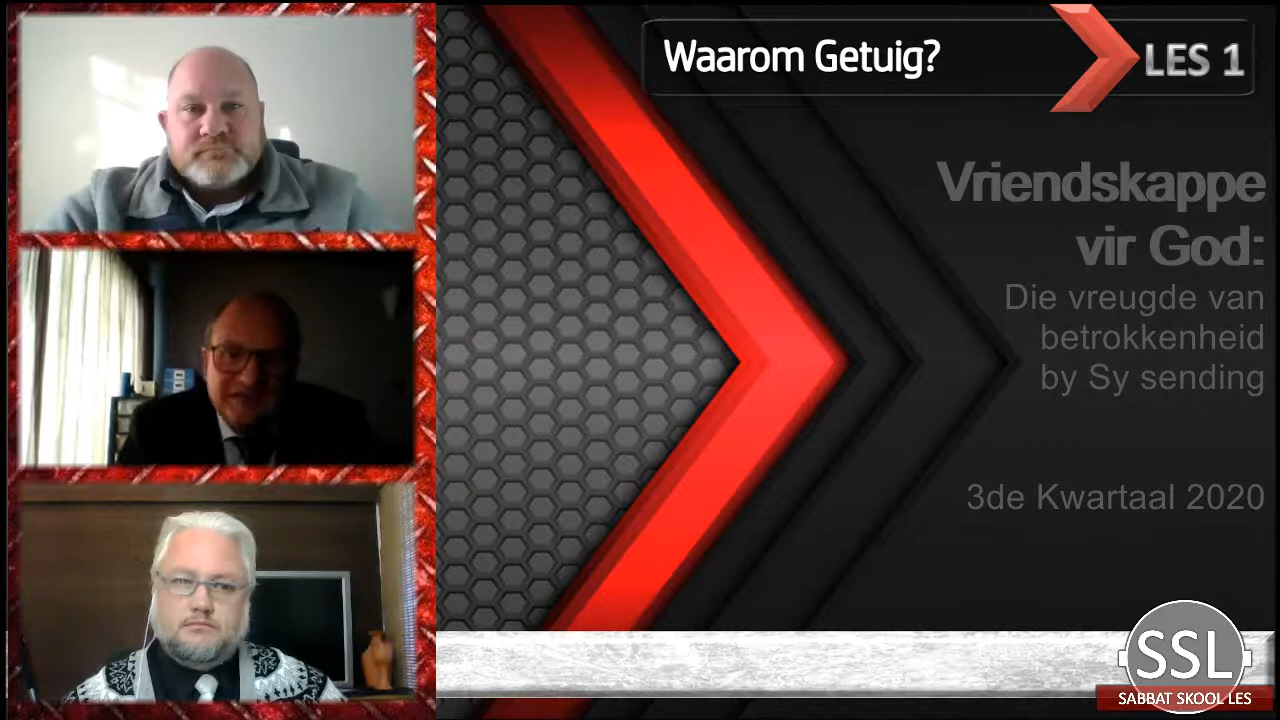 Waarom Getuig?
LES 1
Vriendskappe
vir God:
Die vreugde van
betrokkenheid
by Sy sending
3de Kwartaal 2020
SSL
SABBAT SKOOL LES